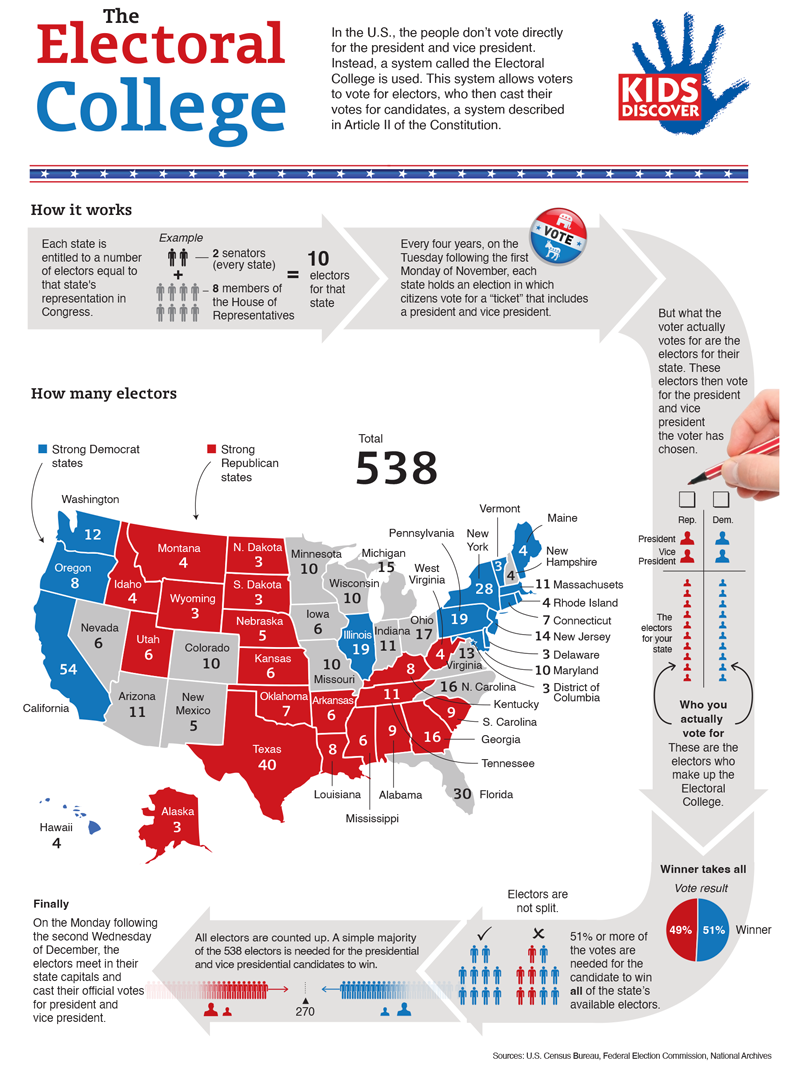 The
Electoral
College
In the U.S., the people don't vote directly
for the president and vice president.
Instead, a system called the Electoral
College is used. This system allows voters
to vote for electors, who then cast their
votes for candidates, a system described
in Article II of the Constitution.
KIDS
DISCOVER
How it works
Each state is
entitled to a number
of electors equal to
that state's
representation in
Congress.
Example
2 senators
(every state)
+
8 members of
the House of
Representatives
=
10
electors
for that
state
Every four years, on the
Tuesday following the first
Monday of November, each
state holds an election in which
citizens vote for a "ticket" that includes
a president and vice president.
VOTE
But what the
voter actually
votes for are the
electors for their
state. These
electors then vote
for the president
and vice
president
the voter has
chosen.
Rep.
Dem.
President
Vice
President
The
electors
for your
state
Who you
actually
vote for
These are the
electors who
make up the
Electoral
College.
How many electors
Strong Democrat
states
Strong
Republican
states
Total
538
Washington
12
Oregon
8
California
54
Nevada
6
Idaho
4
Montana
4
Wyoming
3
Utah
6
Arizona
11
Colorado
10
New
Mexico
5
N. Dakota
3
S. Dakota
3
Nebraska
5
Kansas
6
Oklahoma
7
Texas
40
Minnesota
10
Iowa
6
10
Missouri
Arkansas
6
8
Louisiana
Wisconsin
10
Illinois
19
Michigan
15
Indiana
11
Ohio
17
8
Kentucky
11
Tennessee
6
Mississippi
9
Alabama
16
Georgia
30
Florida
9
S. Carolina
16
N. Carolina
13
Virginia
West
Virginia
4
Pennsylvania
19
New
York
28
Vermont
3
New
Hampshire
4
Maine
4
11
Massachusets
4
Rhode Island
7
Connecticut
14
New Jersey
3
Delaware
10
Maryland
3
District of
Columbia
Alaska
3
Hawaii
4
Winner takes all
Vote result
49%
51%
Winner
51% or more of
the votes are
needed for the
candidate to win
all of the state's
available electors.
Electors are
not split.
All electors are counted up. A simple majority
of the 538 electors is needed for the presidential
and vice presidential candidates to win.
270
Finally
On the Monday following
the second Wednesday
of December, the
electors meet in their
state capitals and
cast their official votes
for president and
vice president.
Sources: U.S. Census Bureau, Federal Election Commission, National Archives